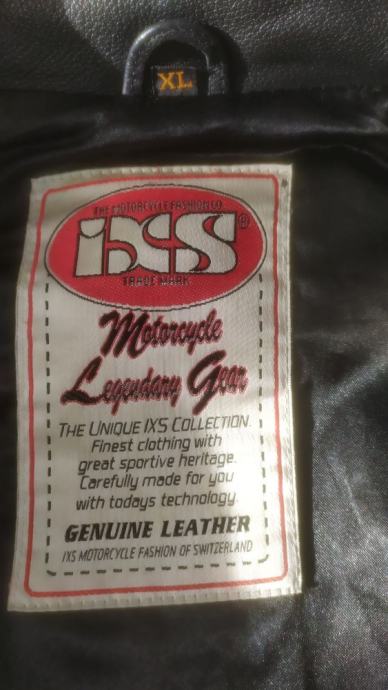 XL
THE MOTORCYCLE FASHION CO
iXS®
TRADE MARK
Motorcycle
Legendary Gear
THE UNIQUE IXS COLLECTION.
Finest clothing with
great sportive heritage.
Carefully made for you
with todays technology.
GENUINE LEATHER
IXS MOTORCYCLE FASHION OF SWITZERLAND